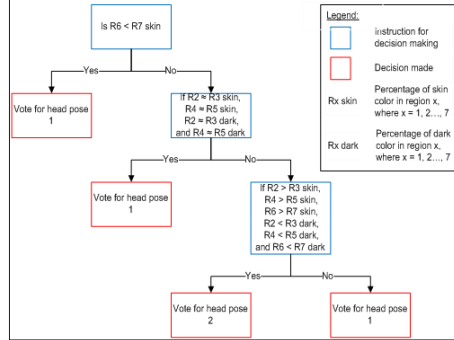 Is R6 < R7 skin
Yes
No
Vote for head pose
1
If R2 ≈ R3 skin,
R4 ≈ R5 skin,
R2 ≈ R3 dark,
and R4 ≈ R5 dark
Yes
No
Vote for head pose
1
If R2 > R3 skin,
R4 > R5 skin,
R6 > R7 skin,
R2 < R3 dark,
R4 < R5 dark,
and R6 < R7 dark
Yes
No
Vote for head pose
2
Vote for head pose
1
Legend:
instruction for
decision making
Decision made
Rx skin
Percentage of skin
color in region x,
where x = 1, 2..., 7
Rx dark
Percentage of dark
color in region x,
where x = 1, 2..., 7